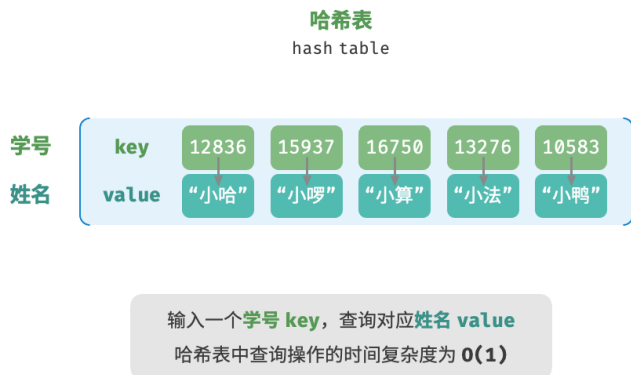 哈希表
hash table
学号 key 12836 15937 16750 13276 10583
姓名 value “小哈” “小啰” “小算” “小法” “小鸭”
输入一个学号 key，查询对应姓名 value
哈希表中查询操作的时间复杂度为 O(1)